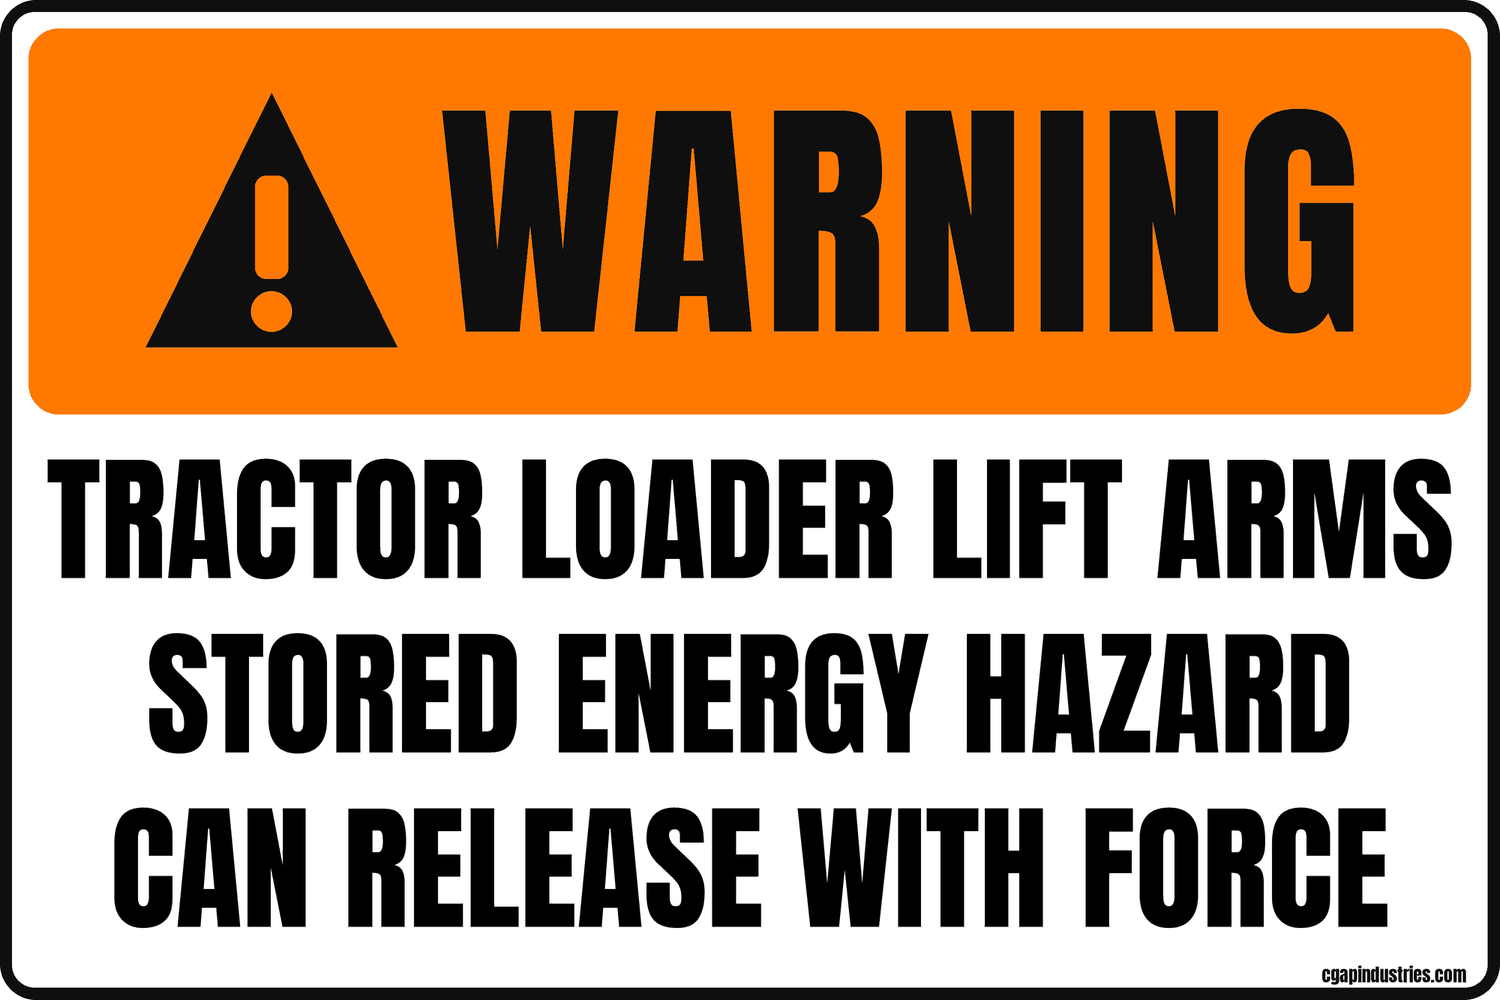 WARNING
TRACTOR LOADER LIFT ARMS
STORED ENERGY HAZARD
CAN RELEASE WITH FORCE
cgapindustries.com